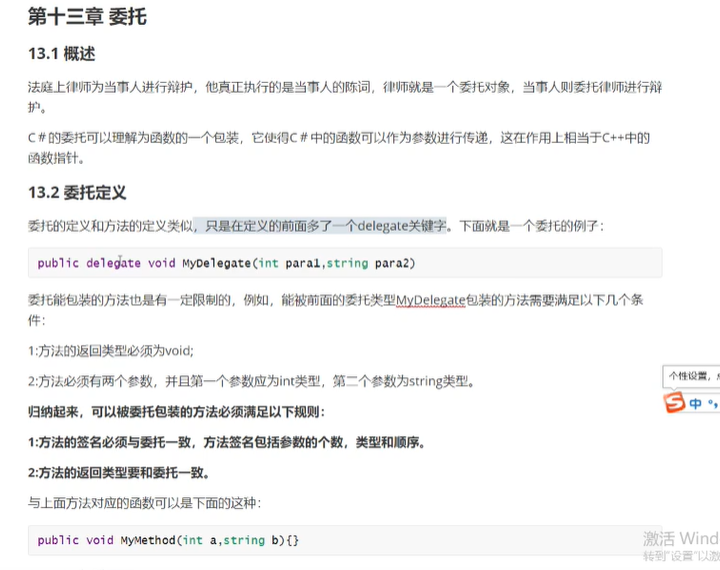 第十三章 委托
13.1 概述
法庭上律师为当事人进行辩护，他真正执行的是当事人的陈词，律师就是一个委托对象，当事人则委托律师进行辩
护。
C＃的委托可以理解为函数的一个包装，它使得C＃中的函数可以作为参数进行传递，这在作用上相当于C++中的
函数指针。
13.2 委托定义
委托的定义和方法的定义类似，只是在定义的前面多了一个delegate关键字。下面就是一个委托的例子：
public delegate void MyDelegate(int para1,string para2)
委托能包装的方法也是有一定限制的，例如，能被前面的委托类型MyDelegate包装的方法需要满足以下几个条
件：
1:方法的返回类型必须为void;
2:方法必须有两个参数，并且第一个参数应为int类型，第二个参数为string类型。
归纳起来，可以被委托包装的方法必须满足以下规则：
1:方法的签名必须与委托一致，方法签名包括参数的个数，类型和顺序。
2:方法的返回类型要和委托一致。
与上面方法对应的函数可以是下面的这种：
public void MyMethod(int a,string b){}
个性设置，
S 中 °，
激活 Wind
转到"设置"以激